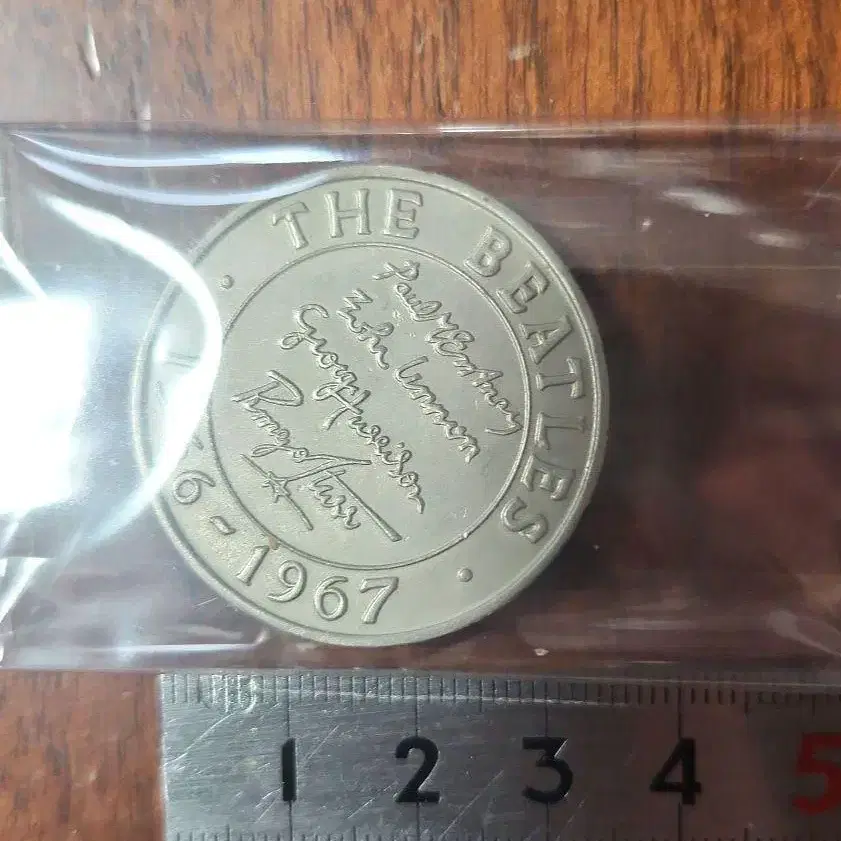 THE BEATLES
Paul McCartney
John Lennon
George Harrison
Ringo Starr
6-1967
1 2 3 4 5